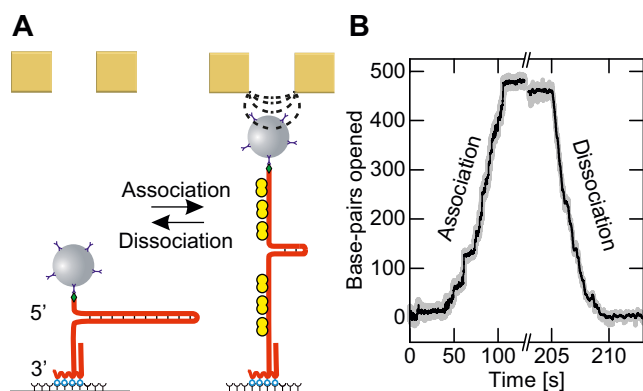 A
Association
Dissociation
5’
3’
B
Base-pairs opened
500
400
300
200
100
0
Association
Dissociation
0 50 100 205 210
Time [s]